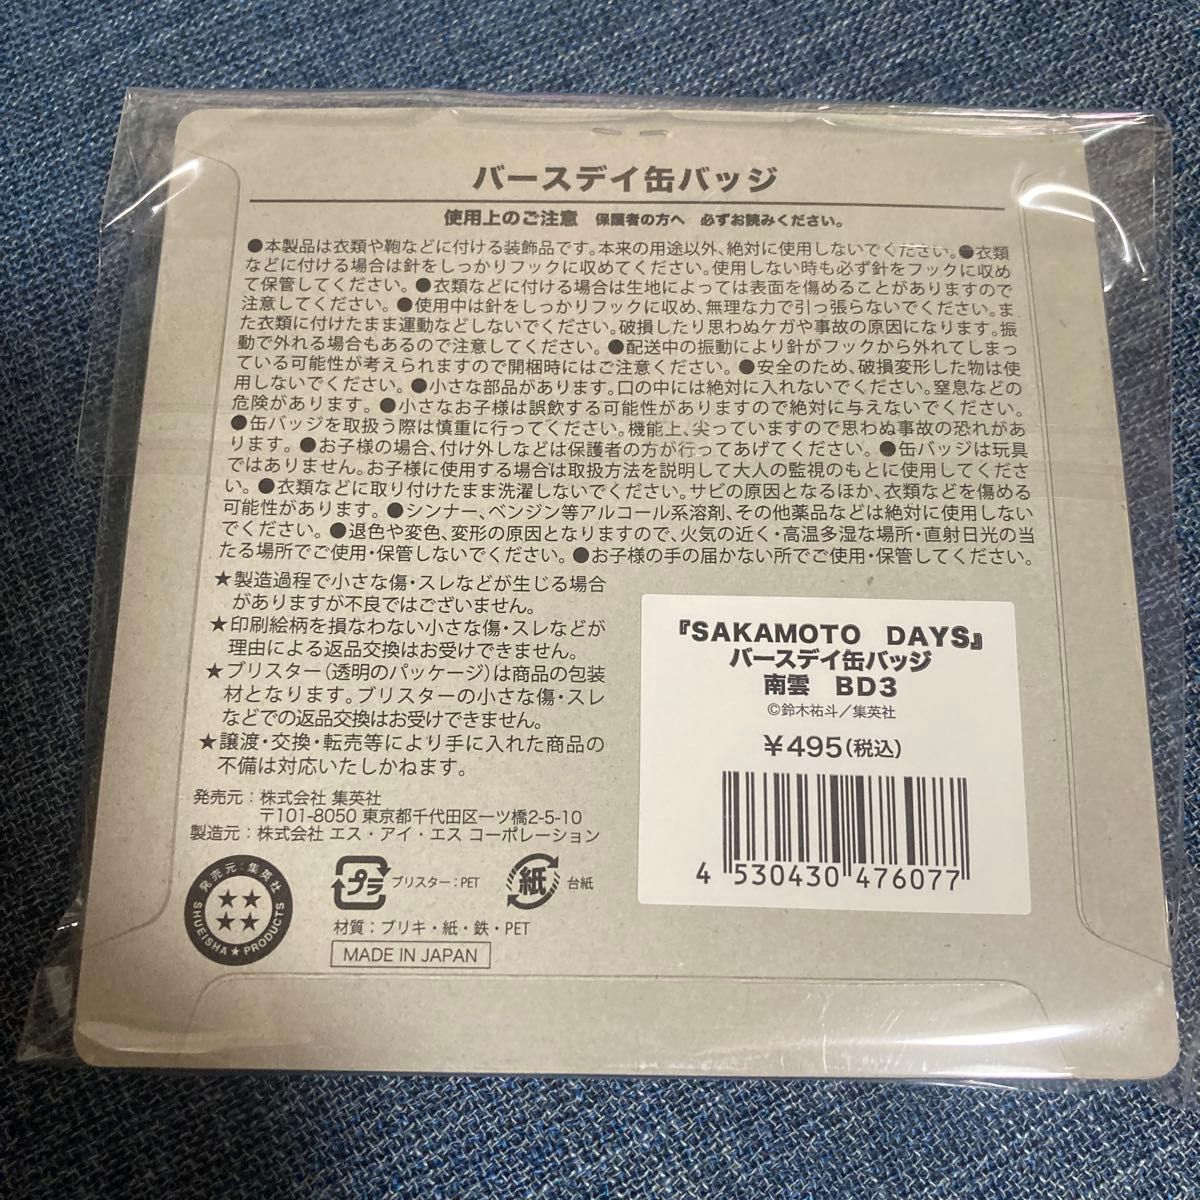 バースデイ缶バッジ
使用上のご注意　保護者の方へ　必ずお読みください。
●本製品は衣類や鞄などに付ける装飾品です。本来の用途以外、絶対に使用しないでください。●衣類
などに付ける場合は針をしっかりフックに収めてください。使用しない時も必ず針をフックに収め
て保管してください。●衣類などに付ける場合は生地によっては表面を傷めることがありますので
注意してください。●使用中は針をしっかりフックに収め、無理な力で引っ張らないでください。ま
た衣類に付けたまま運動などしないでください。破損したり思わぬケガや事故の原因になります。振
動で外れる場合もあるので注意してください。●配送中の振動により針がフックから外れてしまっ
ている可能性が考えられますので開梱時にはご注意ください。●安全のため、破損変形した物は使
用しないでください。●小さな部品があります。口の中には絶対に入れないでください。窒息などの
危険があります。●小さなお子様は誤飲する可能性がありますので絶対に与えないでください。
●缶バッジを取扱う際は慎重に行ってください。機能上、尖っていますので思わぬ事故の恐れがあり
ます。●お子様の場合、付け外しなどは保護者の方が行ってあげてください。●缶バッジは玩具
ではありません。お子様に使用する場合は取扱方法を説明して大人の監視のもとに使用してくださ
い。●衣類などに取り付けたまま洗濯しないでください。サビの原因となるほか、衣類などを傷める
可能性があります。●シンナー、ベンジン等アルコール系溶剤、その他薬品などは絶対に使用しない
でください。●退色や変色、変形の原因となりますので、火気の近く・高温多湿な場所・直射日光の当
たる場所でご使用・保管しないでください。●お子様の手の届かない所でご使用・保管してください。
★製造過程で小さな傷・スレなどが生じる場合
がありますが不良ではございません。
★印刷絵柄を損なわない小さな傷・スレなどが
理由による返品交換はお受けできません。
★ブリスター（透明のパッケージ）は商品の包装
材となります。ブリスターの小さな傷・スレ
などでの返品交換はお受けできません。
★譲渡・交換・転売等により手に入れた商品の
不備は対応いたしかねます。
発売元：株式会社 集英社
〒101-8050 東京都千代田区一ツ橋2-5-10
製造元：株式会社 エス・アイ・エス コーポレーション
発売元：集英社
SHUEISHA★PRODUCTS
プラ
ブリスター：PET
紙
台紙
材質：ブリキ・紙・鉄・PET
MADE IN JAPAN
『SAKAMOTO　DAYS』
バースデイ缶バッジ
南雲　BD3
©鈴木祐斗／集英社
￥495（税込）
4 530430 476077